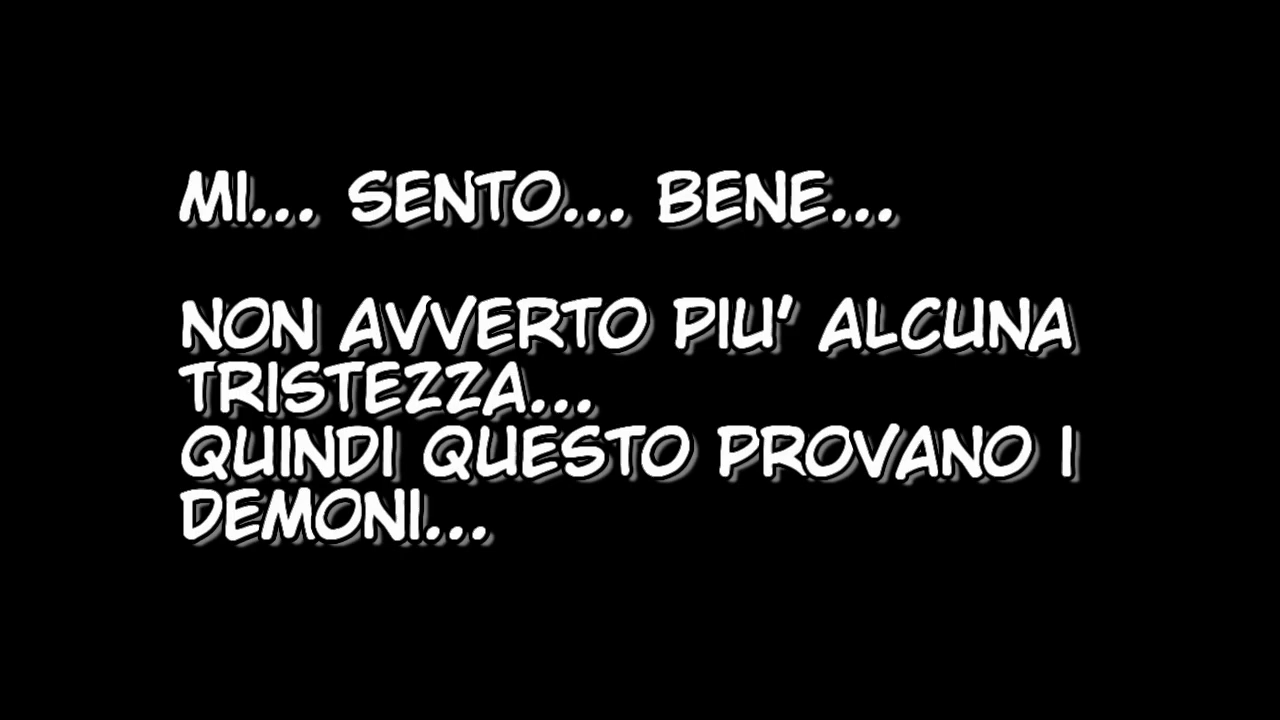 MI... SENTO... BENE...
NON AVVERTO PIU' ALCUNA
TRISTEZZA...
QUINDI QUESTO PROVANO I
DEMONI...